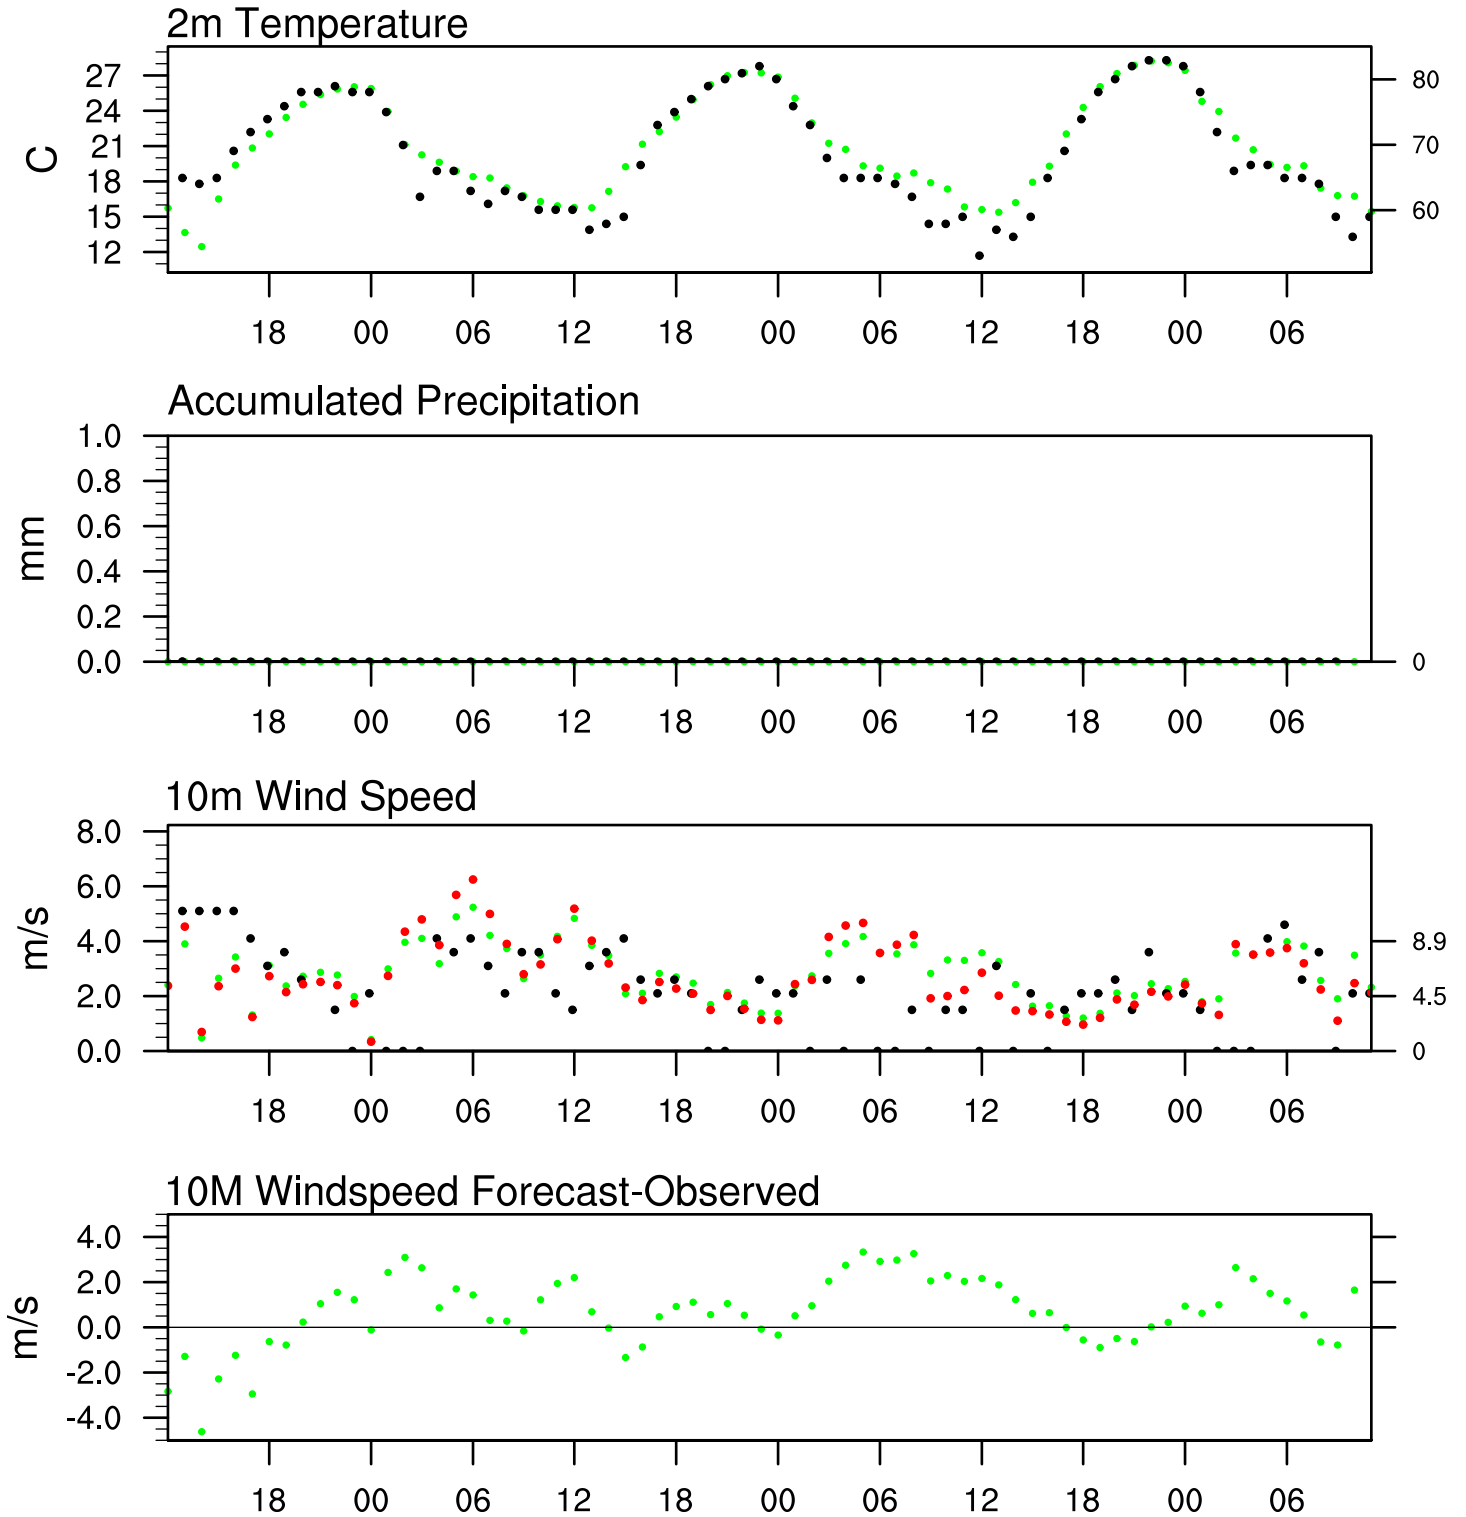 2m Temperature
27
24
21
18
15
12
C
80
70
60
18 00 06 12 18 00 06 12 18 00 06
Accumulated Precipitation
1.0
0.8
0.6
0.4
0.2
0.0
mm
0
18 00 06 12 18 00 06 12 18 00 06
10m Wind Speed
8.0
6.0
4.0
2.0
0.0
m/s
8.9
4.5
0
18 00 06 12 18 00 06 12 18 00 06
10M Windspeed Forecast-Observed
4.0
2.0
0.0
-2.0
-4.0
m/s
18 00 06 12 18 00 06 12 18 00 06